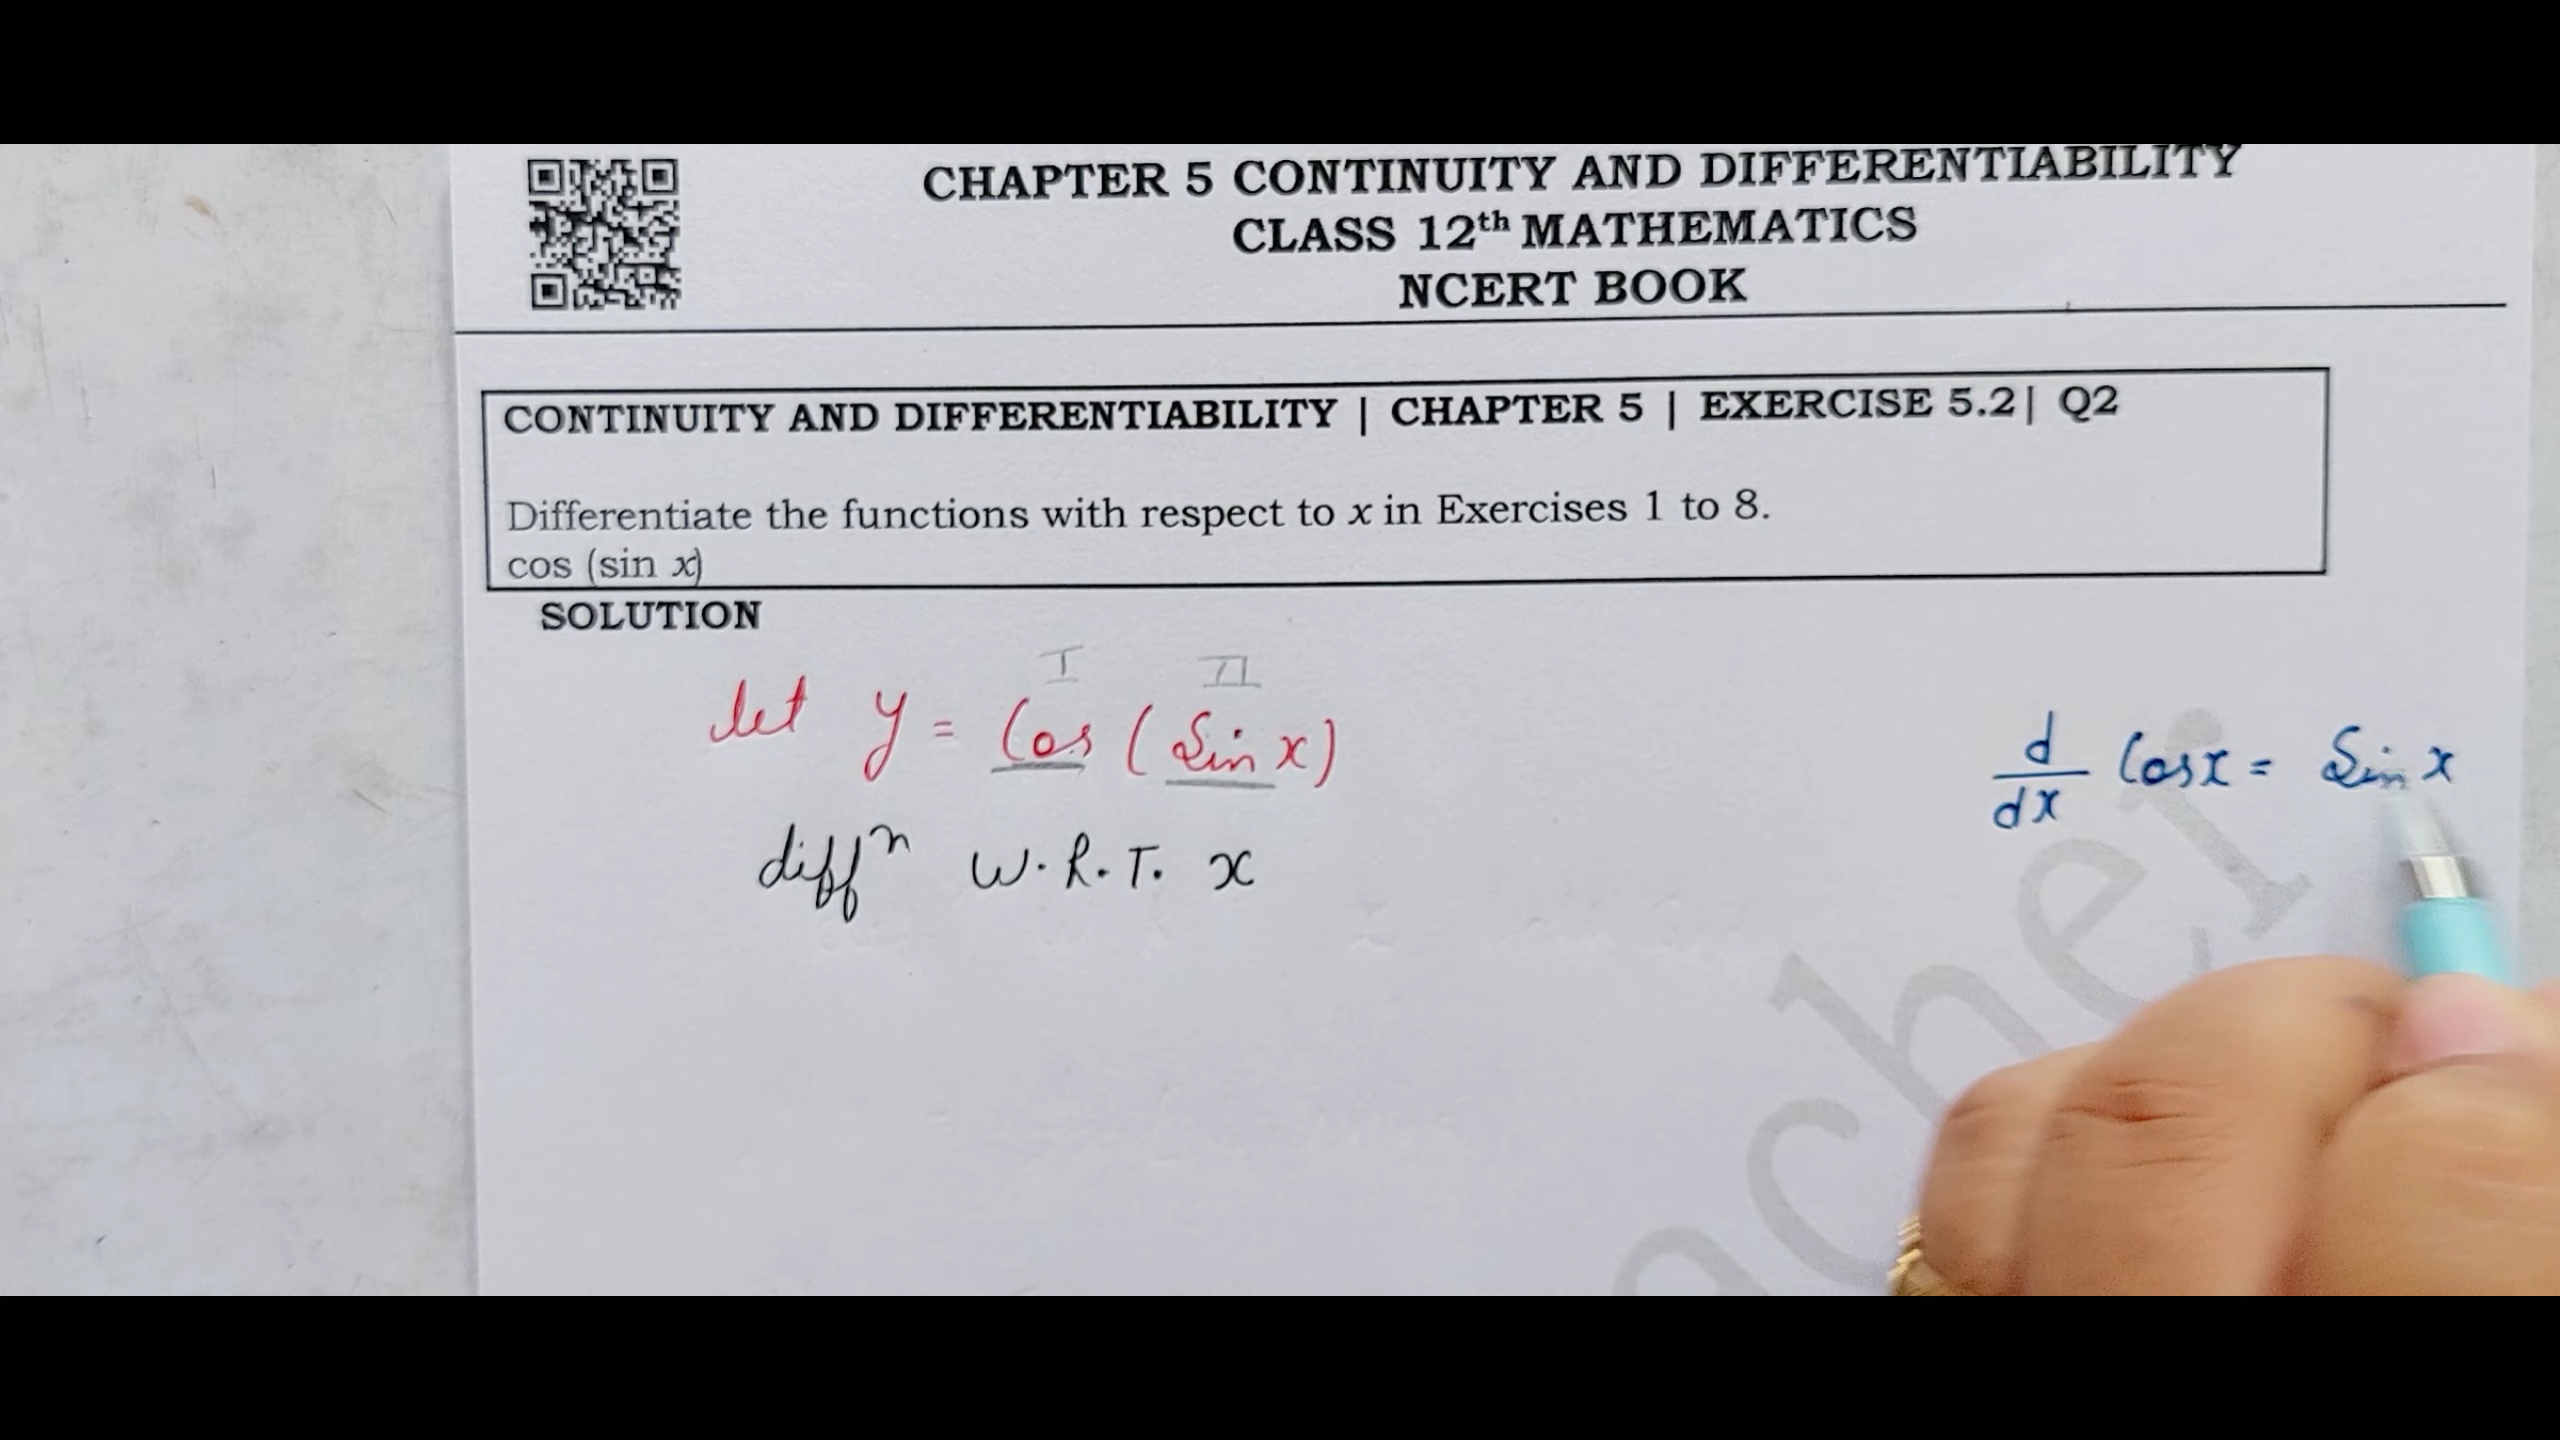 CHAPTER 5 CONTINUITY AND DIFFERENTIABILITY
CLASS 12th MATHEMATICS
NCERT BOOK
CONTINUITY AND DIFFERENTIABILITY | CHAPTER 5 | EXERCISE 5.2| Q2
Differentiate the functions with respect to x in Exercises 1 to 8.
cos (sin x)
SOLUTION
I II
let y = Cos (Sin x)
d/dx Cosx = Sin x
diffⁿ W.R.T. x